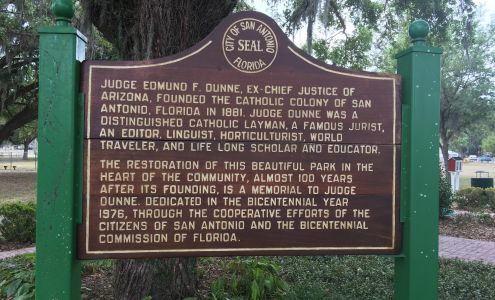 CITY OF SAN ANTONIO
SEAL
FLORIDA
JUDGE EDMUND F. DUNNE, EX-CHIEF JUSTICE OF
ARIZONA, FOUNDED THE CATHOLIC COLONY OF SAN
ANTONIO, FLORIDA IN 1881. JUDGE DUNNE WAS A
DISTINGUISHED CATHOLIC LAYMAN, A FAMOUS JURIST,
AN EDITOR, LINGUIST, HORTICULTURIST, WORLD
TRAVELER, AND LIFE LONG SCHOLAR AND EDUCATOR.
THE RESTORATION OF THIS BEAUTIFUL PARK IN THE
HEART OF THE COMMUNITY, ALMOST 100 YEARS
AFTER ITS FOUNDING, IS A MEMORIAL TO JUDGE
DUNNE. DEDICATED IN THE BICENTENNIAL YEAR
1976, THROUGH THE COOPERATIVE EFFORTS OF THE
CITIZENS OF SAN ANTONIO AND THE BICENTENNIAL
COMMISSION OF FLORIDA.